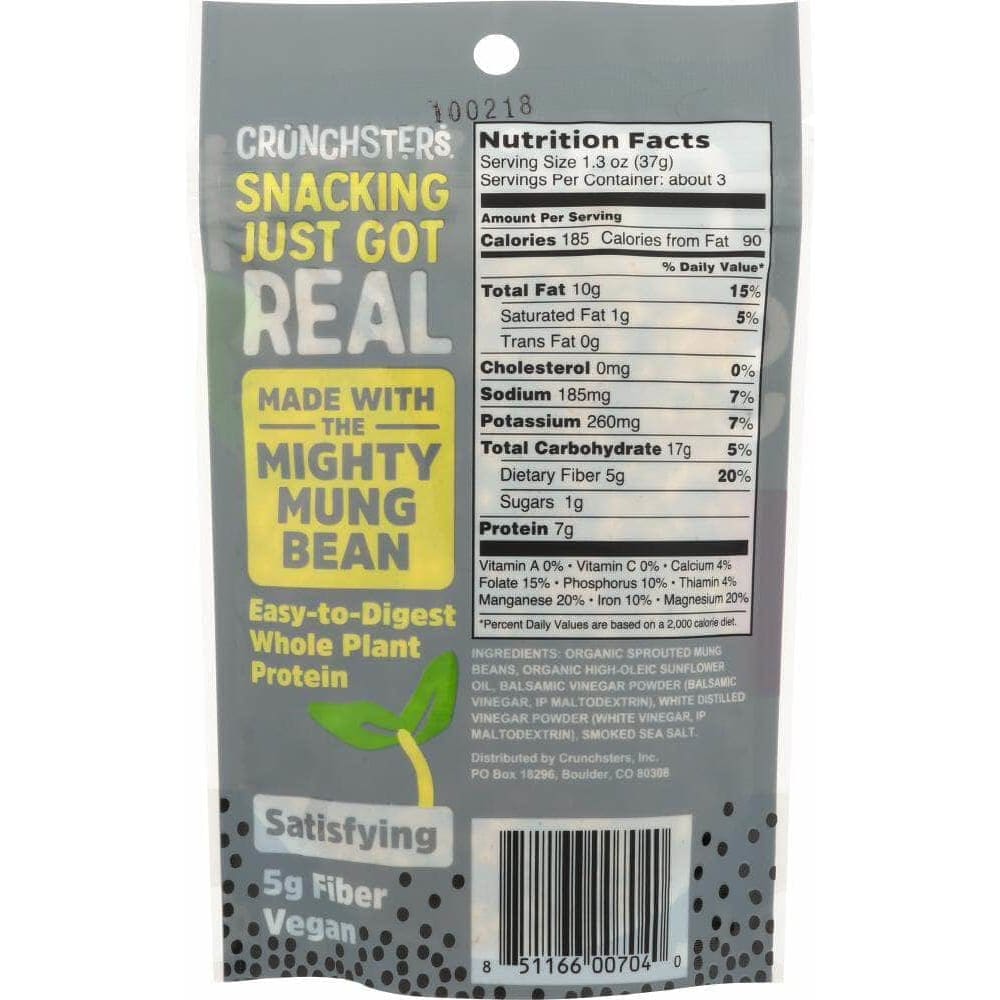 100218
CRUNCHSTERS
SNACKING
JUST GOT
REAL
MADE WITH
THE
MIGHTY
MUNG
BEAN
Easy-to-Digest
Whole Plant
Protein
Satisfying
5g Fiber
Vegan
Nutrition Facts
Serving Size 1.3 oz (37g)
Servings Per Container: about 3
Amount Per Serving
Calories 185 Calories from Fat 90
% Daily Value*
Total Fat 10g 15%
Saturated Fat 1g 5%
Trans Fat 0g
Cholesterol 0mg 0%
Sodium 185mg 7%
Potassium 260mg 7%
Total Carbohydrate 17g 5%
Dietary Fiber 5g 20%
Sugars 1g
Protein 7g
Vitamin A 0% • Vitamin C 0% • Calcium 4%
Folate 15% • Phosphorus 10% • Thiamin 4%
Manganese 20% • Iron 10% • Magnesium 20%
*Percent Daily Values are based on a 2,000 calorie diet.
INGREDIENTS: ORGANIC SPROUTED MUNG
BEANS, ORGANIC HIGH-OLEIC SUNFLOWER
OIL, BALSAMIC VINEGAR POWDER (BALSAMIC
VINEGAR, IP MALTODEXTRIN), WHITE DISTILLED
VINEGAR POWDER (WHITE VINEGAR, IP
MALTODEXTRIN), SMOKED SEA SALT.
Distributed by Crunchsters, Inc.
PO Box 18296, Boulder, CO 80308
8 51166 00704 0